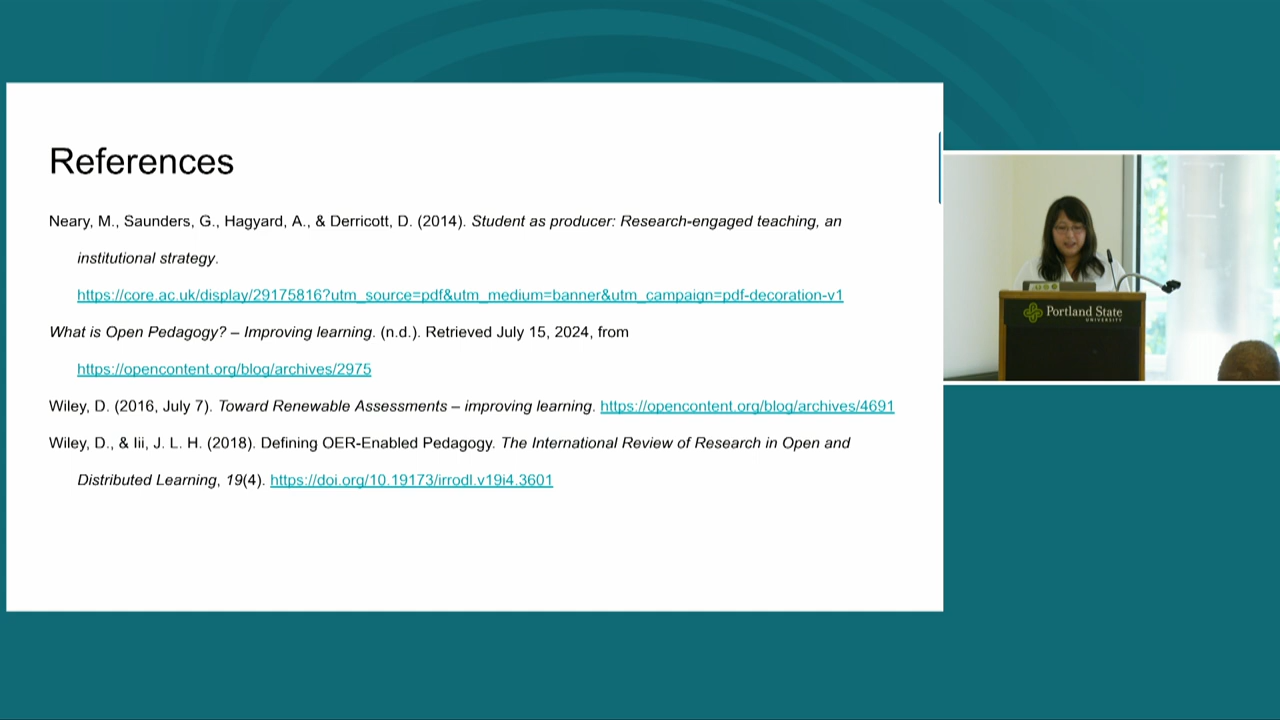 References
Neary, M., Saunders, G., Hagyard, A., & Derricott, D. (2014). Student as producer: Research-engaged teaching, an
institutional strategy.
https://core.ac.uk/display/29175816?utm_source=pdf&utm_medium=banner&utm_campaign=pdf-decoration-v1
What is Open Pedagogy? – Improving learning. (n.d.). Retrieved July 15, 2024, from
https://opencontent.org/blog/archives/2975
Wiley, D. (2016, July 7). Toward Renewable Assessments – improving learning. https://opencontent.org/blog/archives/4691
Wiley, D., & Iii, J. L. H. (2018). Defining OER-Enabled Pedagogy. The International Review of Research in Open and
Distributed Learning, 19(4). https://doi.org/10.19173/irrodl.v19i4.3601
Portland State
UNIVERSITY